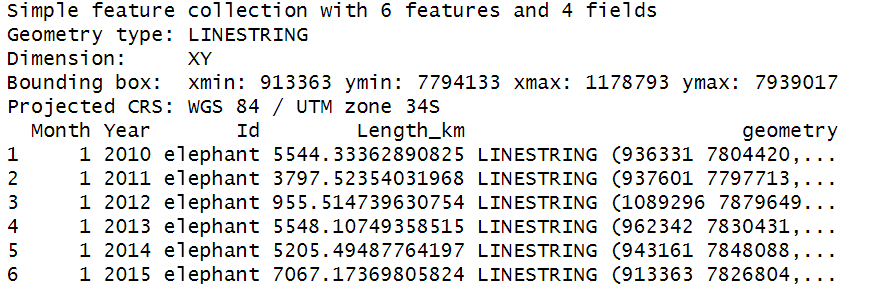 Simple feature collection with 6 features and 4 fields
Geometry type: LINESTRING
Dimension:     XY
Bounding box:  xmin: 913363 ymin: 7794133 xmax: 1178793 ymax: 7939017
Projected CRS: WGS 84 / UTM zone 34S
  Month Year       Id        Length_km                       geometry
1     1 2010 elephant 5544.33362890825 LINESTRING (936331 7804420,...
2     1 2011 elephant 3797.52354031968 LINESTRING (937601 7797713,...
3     1 2012 elephant 955.514739630754 LINESTRING (1089296 7879649...
4     1 2013 elephant 5548.10749358515 LINESTRING (962342 7830431,...
5     1 2014 elephant 5205.49487764197 LINESTRING (943161 7848088,...
6     1 2015 elephant 7067.17369805824 LINESTRING (913363 7826804,...